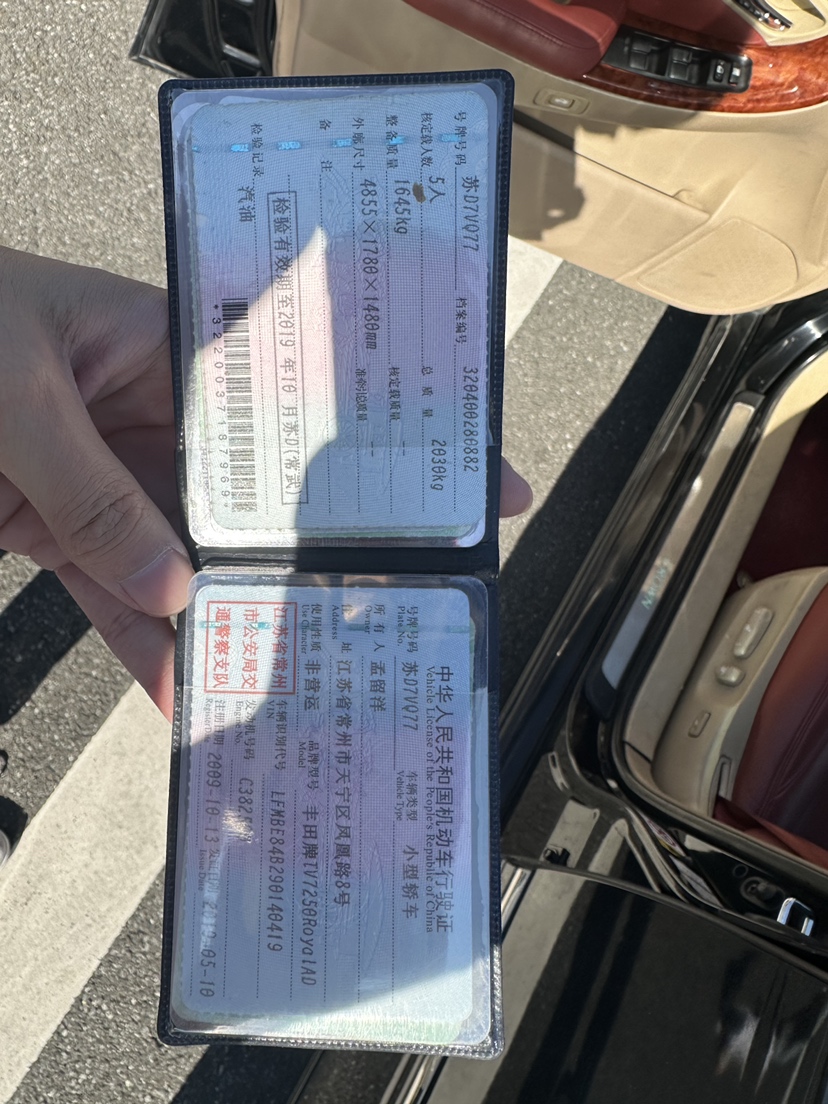 中华人民共和国机动车行驶证
Vehicle License of the People's Republic of China
号牌号码 苏D7VQ77 车辆类型 小型轿车
Plate No. Vehicle Type
所有人 孟留洋
Owner
住址 江苏省常州市天宁区凤凰路8号
Address
使用性质 非营运 品牌型号 丰田牌TV7250RoyalAD
Use Character Model
江苏省常州
市公安局交
通警察支队
车辆识别代号 LFMBE84B290140419
VIN
发动机号码
Engine No.
注册日期 2009-10-13 发证日期
Register Date Issue Date
号牌号码 苏D7VQ77 档案编号 320400280882
核定载人数 5人 总质量 2030kg
整备质量 1645kg 核定载质量 --
外廓尺寸 4855×1780×1480mm 准牵引总质量 --
备注
检验有效期至2019年10月苏D(常武)
检验记录 汽油
*3220037187969*